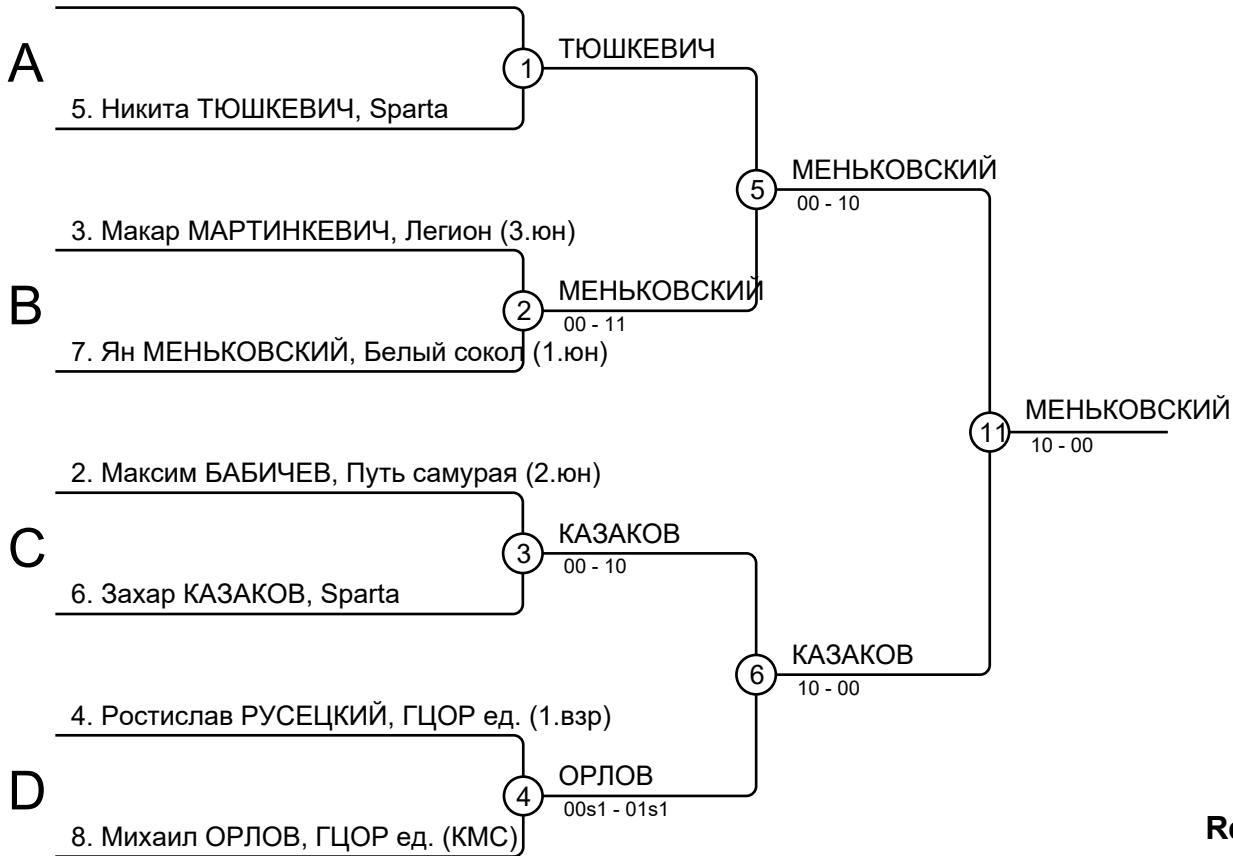 A
1
ТЮШКЕВИЧ
5. Никита ТЮШКЕВИЧ, Sparta
5
МЕНЬКОВСКИЙ
00 - 10
3. Макар МАРТИНКЕВИЧ, Легион (3.юн)
B
2
МЕНЬКОВСКИЙ
00 - 11
7. Ян МЕНЬКОВСКИЙ, Белый сокол (1.юн)
11
МЕНЬКОВСКИЙ
10 - 00
2. Максим БАБИЧЕВ, Путь самурая (2.юн)
C
3
КАЗАКОВ
00 - 10
6. Захар КАЗАКОВ, Sparta
6
КАЗАКОВ
10 - 00
4. Ростислав РУСЕЦКИЙ, ГЦОР ед. (1.взр)
D
4
ОРЛОВ
00s1 - 01s1
8. Михаил ОРЛОВ, ГЦОР ед. (КМС)